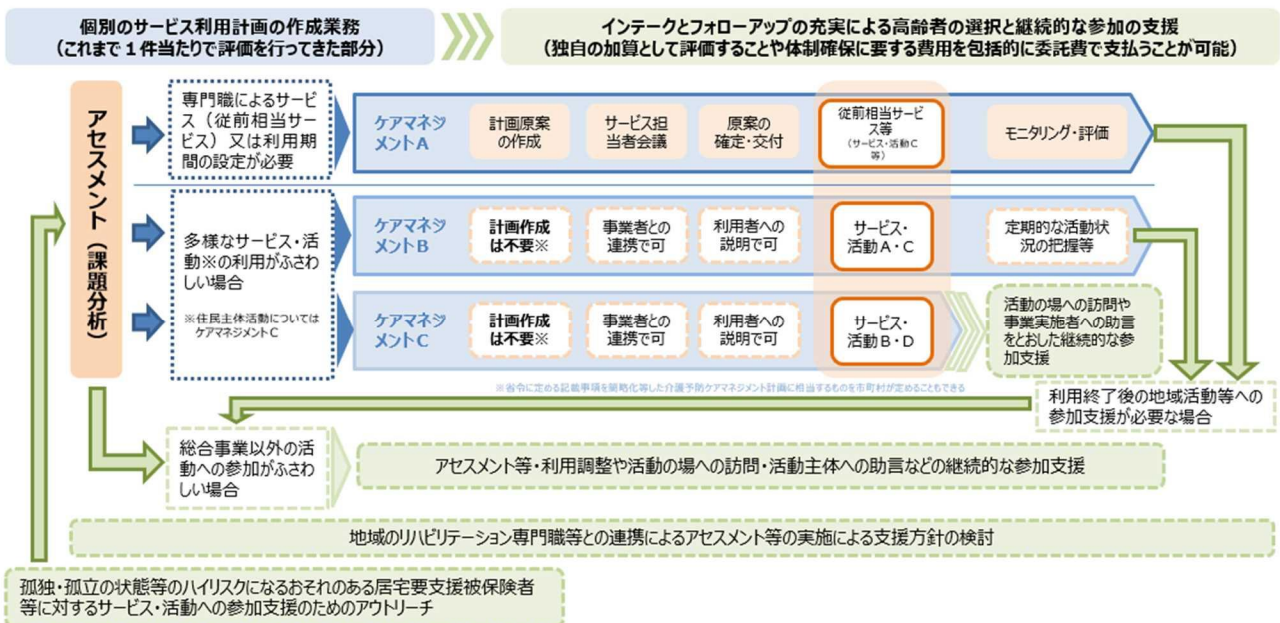 個別のサービス利用計画の作成業務
（これまで１件当たりで評価を行ってきた部分）
インテークとフォローアップの充実による高齢者の選択と継続的な参加の支援
（独自の加算として評価することや体制確保に要する費用を包括的に委託費で支払うことが可能）
アセスメント（課題分析）
専門職によるサービ
ス（従前相当サー
ビス）又は利用期
間の設定が必要
ケアマネジ
メントA
計画原案
の作成
サービス担
当者会議
原案の
確定・交付
従前相当サービ
ス等
（サービス・活動C
等）
モニタリング・評価
多様なサービス・活
動※の利用がふさわ
しい場合
※住民主体活動については
ケアマネジメントC
ケアマネジ
メントB
計画作成
は不要※
事業者との
連携で可
利用者への
説明で可
サービス・
活動A・C
定期的な活動状
況の把握等
ケアマネジ
メントC
計画作成
は不要※
事業者との
連携で可
利用者への
説明で可
サービス・
活動B・D
活動の場への訪問や
事業実施者への助言
をとおした継続的な参
加支援
※省令に定める記載事項を簡略化等した介護予防ケアマネジメント計画に相当するものを市町村が定めることもできる
利用終了後の地域活動等への
参加支援が必要な場合
総合事業以外の活
動への参加がふさわ
しい場合
アセスメント等・利用調整や活動の場への訪問・活動主体への助言などの継続的な参加支援
地域のリハビリテーション専門職等との連携によるアセスメント等の実施による支援方針の検討
孤独・孤立の状態等のハイリスクになるおそれのある居宅要支援被保険者
等に対するサービス・活動への参加支援のためのアウトリーチ